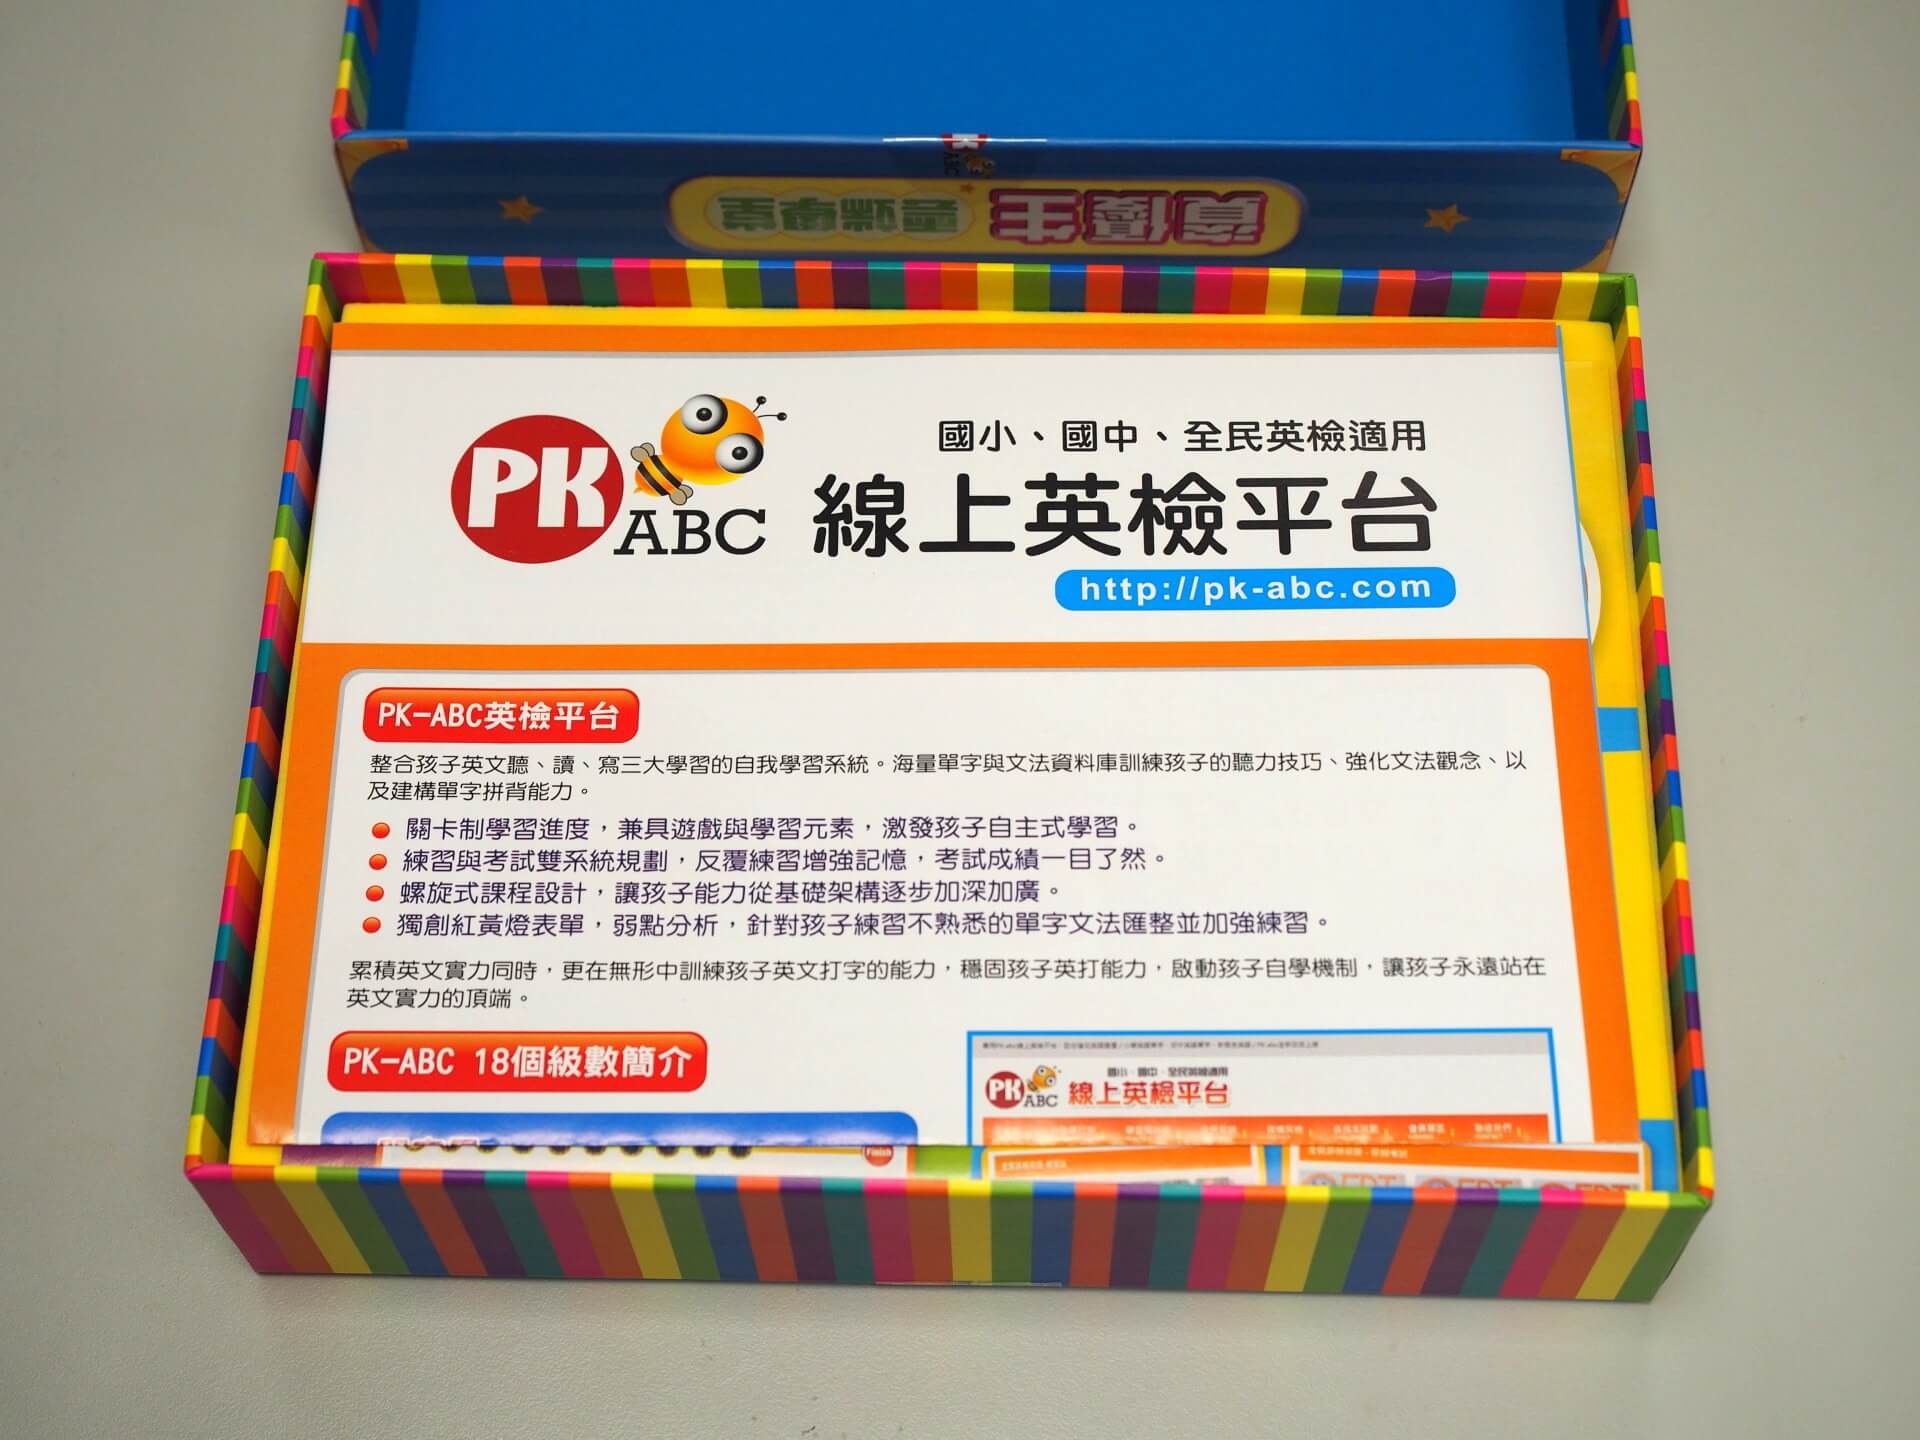 資優生 雲端學堂
PK ABC
國小、國中、全民英檢適用
線上英檢平台
http://pk-abc.com
PK-ABC英檢平台
整合孩子英文聽、讀、寫三大學習的自我學習系統。海量單字與文法資料庫訓練孩子的聽力技巧、強化文法觀念、以
及建構單字拼背能力。
關卡制學習進度，兼具遊戲與學習元素，激發孩子自主式學習。
練習與考試雙系統規劃，反覆練習增強記憶，考試成績一目了然。
螺旋式課程設計，讓孩子能力從基礎架構逐步加深加廣。
獨創紅黃燈表單，弱點分析，針對孩子練習不熟悉的單字文法匯整並加強練習。
累積英文實力同時，更在無形中訓練孩子英文打字的能力，穩固孩子英打能力，啟動孩子自學機制，讓孩子永遠站在
英文實力的頂端。
PK-ABC 18個級數簡介
國小、國中、全民英檢適用
PK ABC 線上英檢平台
Finish